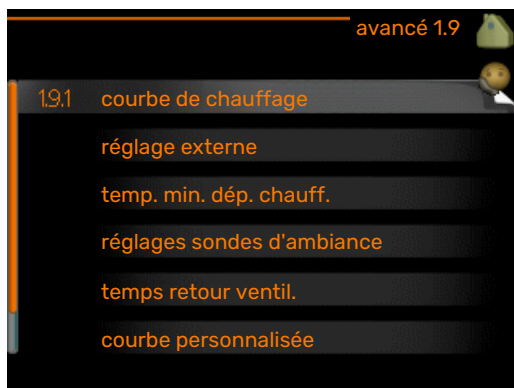 avancé 1.9
1.9.1 courbe de chauffage
réglage externe
temp. min. dép. chauff.
réglages sondes d'ambiance
temps retour ventil.
courbe personnalisée